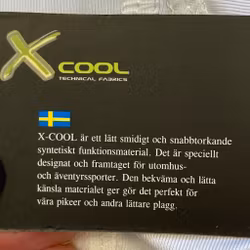 X COOL
TECHNICAL FABRICS
X-COOL är ett lätt smidigt och snabbtorkande
syntetiskt funktionsmaterial. Det är speciellt
designat och framtaget för utomhus-
och äventyrssporter. Den bekväma och lätta
känsla materialet ger gör det perfekt för
våra pikeer och andra lättare plagg.